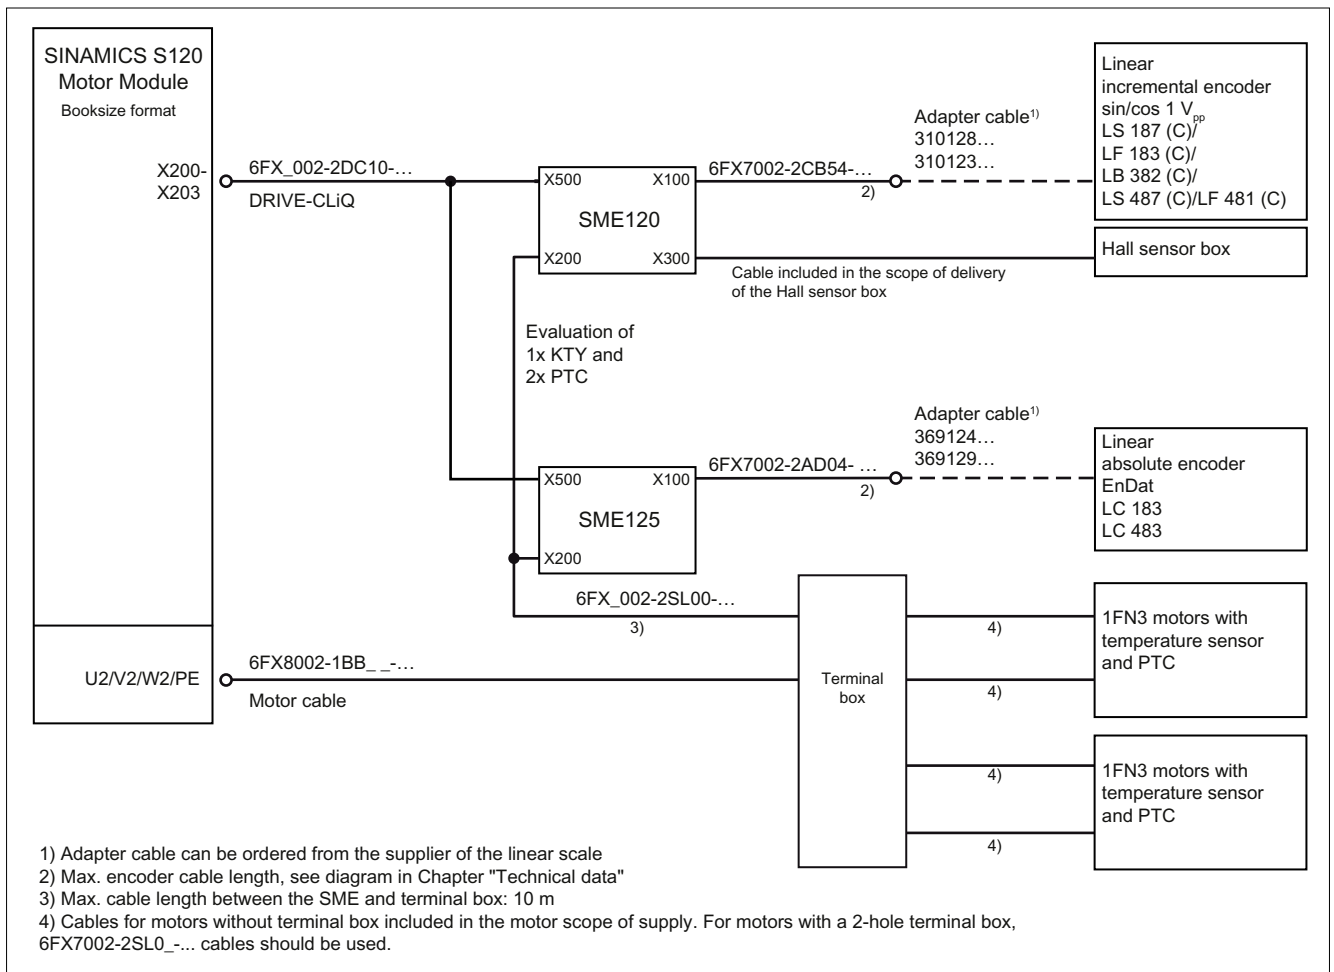 SINAMICS S120
Motor Module
Booksize format
X200-
X203
6FX_002-2DC10-...
DRIVE-CLiQ
X500
X100
SME120
X200
X300
6FX7002-2CB54-...
2)
Adapter cable1)
310128...
310123...
Linear
incremental encoder
sin/cos 1 Vpp
LS 187 (C)/
LF 183 (C)/
LB 382 (C)/
LS 487 (C)/LF 481 (C)
Hall sensor box
Cable included in the scope of delivery
of the Hall sensor box
Evaluation of
1x KTY and
2x PTC
X500
X100
SME125
X200
6FX7002-2AD04- ...
2)
Adapter cable1)
369124...
369129...
Linear
absolute encoder
EnDat
LC 183
LC 483
6FX_002-2SL00-...
3)
U2/V2/W2/PE
6FX8002-1BB_ _-...
Motor cable
Terminal
box
4)
4)
4)
4)
1FN3 motors with
temperature sensor
and PTC
1FN3 motors with
temperature sensor
and PTC
1) Adapter cable can be ordered from the supplier of the linear scale
2) Max. encoder cable length, see diagram in Chapter "Technical data"
3) Max. cable length between the SME and terminal box: 10 m
4) Cables for motors without terminal box included in the motor scope of supply. For motors with a 2-hole terminal box,
6FX7002-2SL0_-... cables should be used.